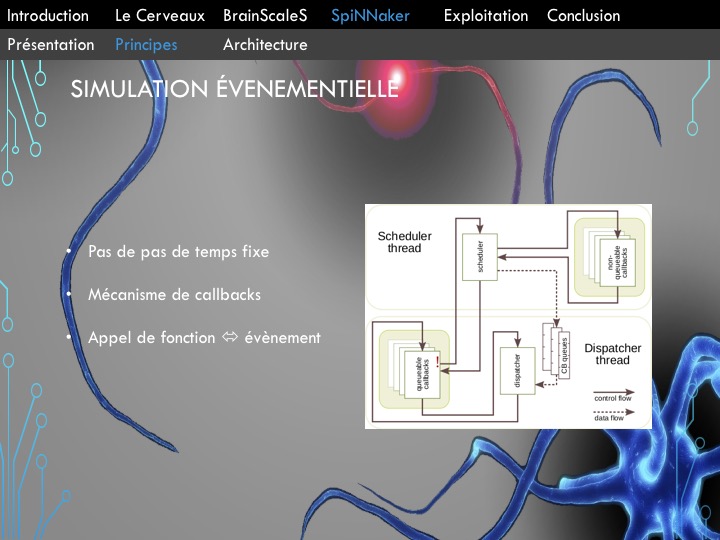 Introduction Le Cerveaux BrainScaleS SpiNNaker Exploitation Conclusion
Présentation Principes Architecture
SIMULATION ÉVENEMENTIELLE
• Pas de pas de temps fixe
• Mécanisme de callbacks
• Appel de fonction ⬄ évènement
Scheduler
thread
scheduler
non-
queueable
callbacks
queueable
callbacks
!
dispatcher
CB queues
Dispatcher
thread
control flow
data flow